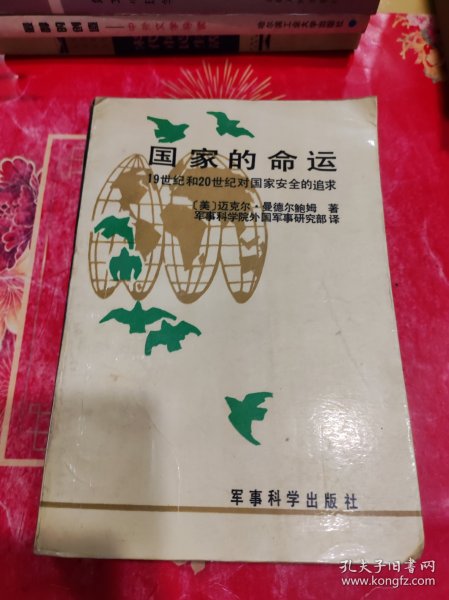 国家的命运
19世纪和20世纪对国家安全的追求
〔美〕迈克尔·曼德尔鲍姆 著
军事科学院外国军事研究部 译
军事科学出版社
孔夫子旧书网
www.kongfz.com